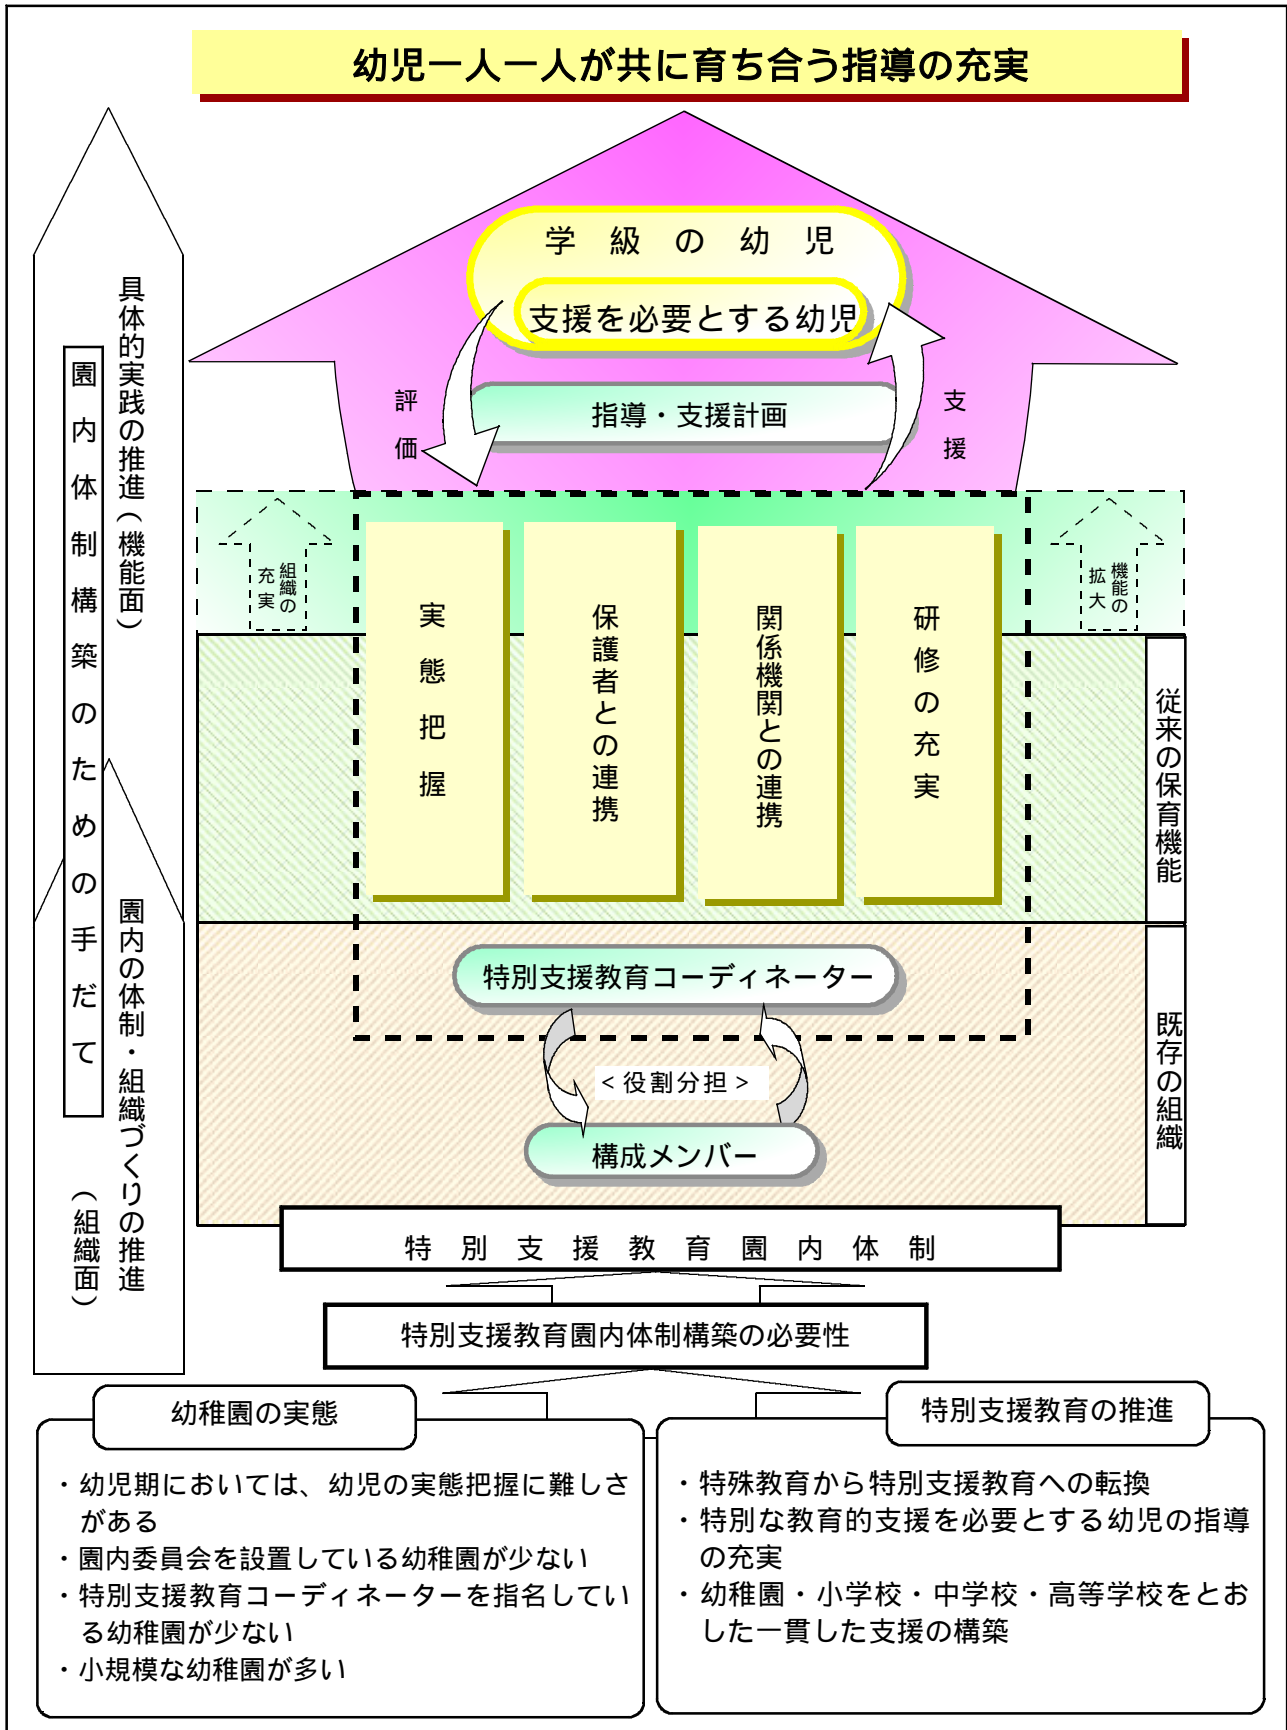 幼児一人一人が共に育ち合う指導の充実
学級の幼児
支援を必要とする幼児
指導・支援計画
評価
支援
具体的実践の推進(機能面)
園内体制構築のための手だて
園内の体制・組織づくりの推進
(組織面)
組織の
充実
機能の
拡大
実態把握
保護者との連携
関係機関との連携
研修の充実
従来の保育機能
既存の組織
特別支援教育コーディネーター
<役割分担>
構成メンバー
特別支援教育園内体制
特別支援教育園内体制構築の必要性
幼稚園の実態
・幼児期においては、幼児の実態把握に難しさ
がある
・園内委員会を設置している幼稚園が少ない
・特別支援教育コーディネーターを指名してい
る幼稚園が少ない
・小規模な幼稚園が多い
特別支援教育の推進
・特殊教育から特別支援教育への転換
・特別な教育的支援を必要とする幼児の指導
の充実
・幼稚園・小学校・中学校・高等学校をとお
した一貫した支援の構築